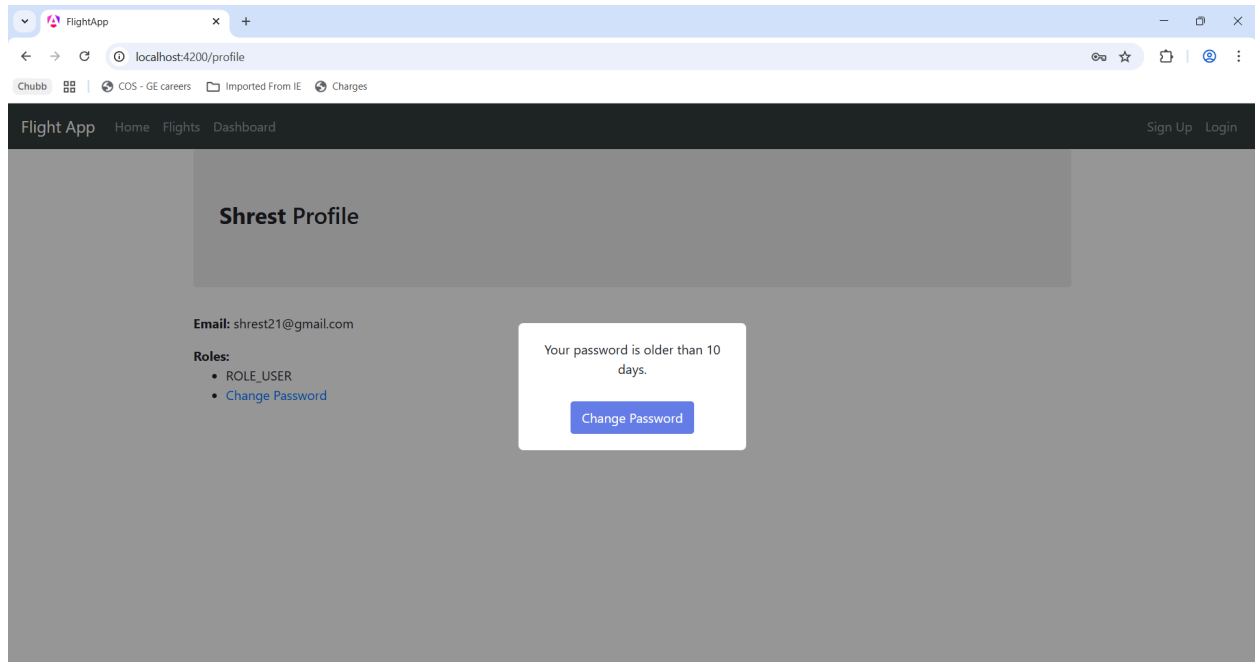 FlightApp
localhost:4200/profile
Chubb COS - GE careers Imported From IE Charges
Flight App Home Flights Dashboard Sign Up Login
Shrest Profile
Email: shrest21@gmail.com
Roles:
ROLE_USER
Change Password
Your password is older than 10
days.
Change Password